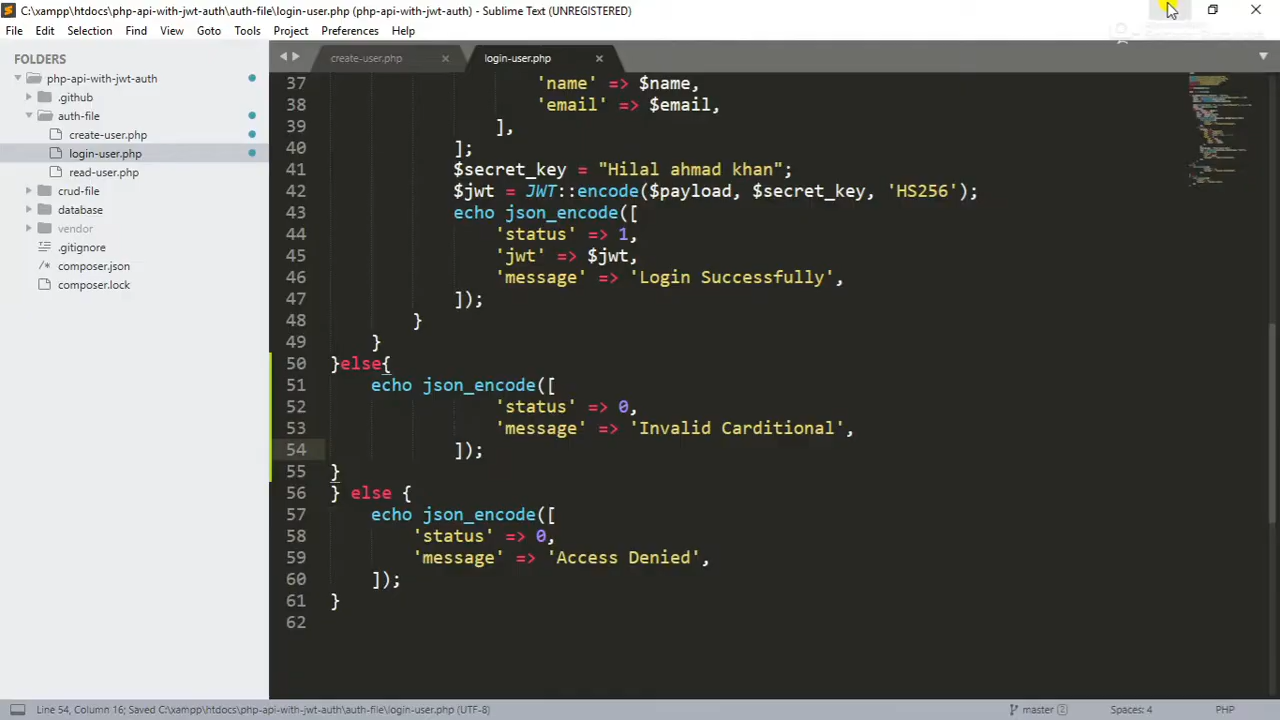 C:\xampp\htdocs\php-api-with-jwt-auth\auth-file\login-user.php (php-api-with-jwt-auth) - Sublime Text (UNREGISTERED)
File Edit Selection Find View Goto Tools Project Preferences Help
FOLDERS
php-api-with-jwt-auth
.github
auth-file
create-user.php
login-user.php
read-user.php
crud-file
database
vendor
.gitignore
composer.json
composer.lock
create-user.php login-user.php
37 'name' => $name,
38 'email' => $email,
39 ],
40 ];
41 $secret_key = "Hilal ahmad khan";
42 $jwt = JWT::encode($payload, $secret_key, 'HS256');
43 echo json_encode([
44 'status' => 1,
45 'jwt' => $jwt,
46 'message' => 'Login Successfully',
47 ]);
48 }
49 }
50 }else{
51 echo json_encode([
52 'status' => 0,
53 'message' => 'Invalid Carditional',
54 ]);
55 }
56 } else {
57 echo json_encode([
58 'status' => 0,
59 'message' => 'Access Denied',
60 ]);
61 }
62
Line 54, Column 16; Saved C:\xampp\htdocs\php-api-with-jwt-auth\auth-file\login-user.php (UTF-8) master 2 Spaces: 4 PHP